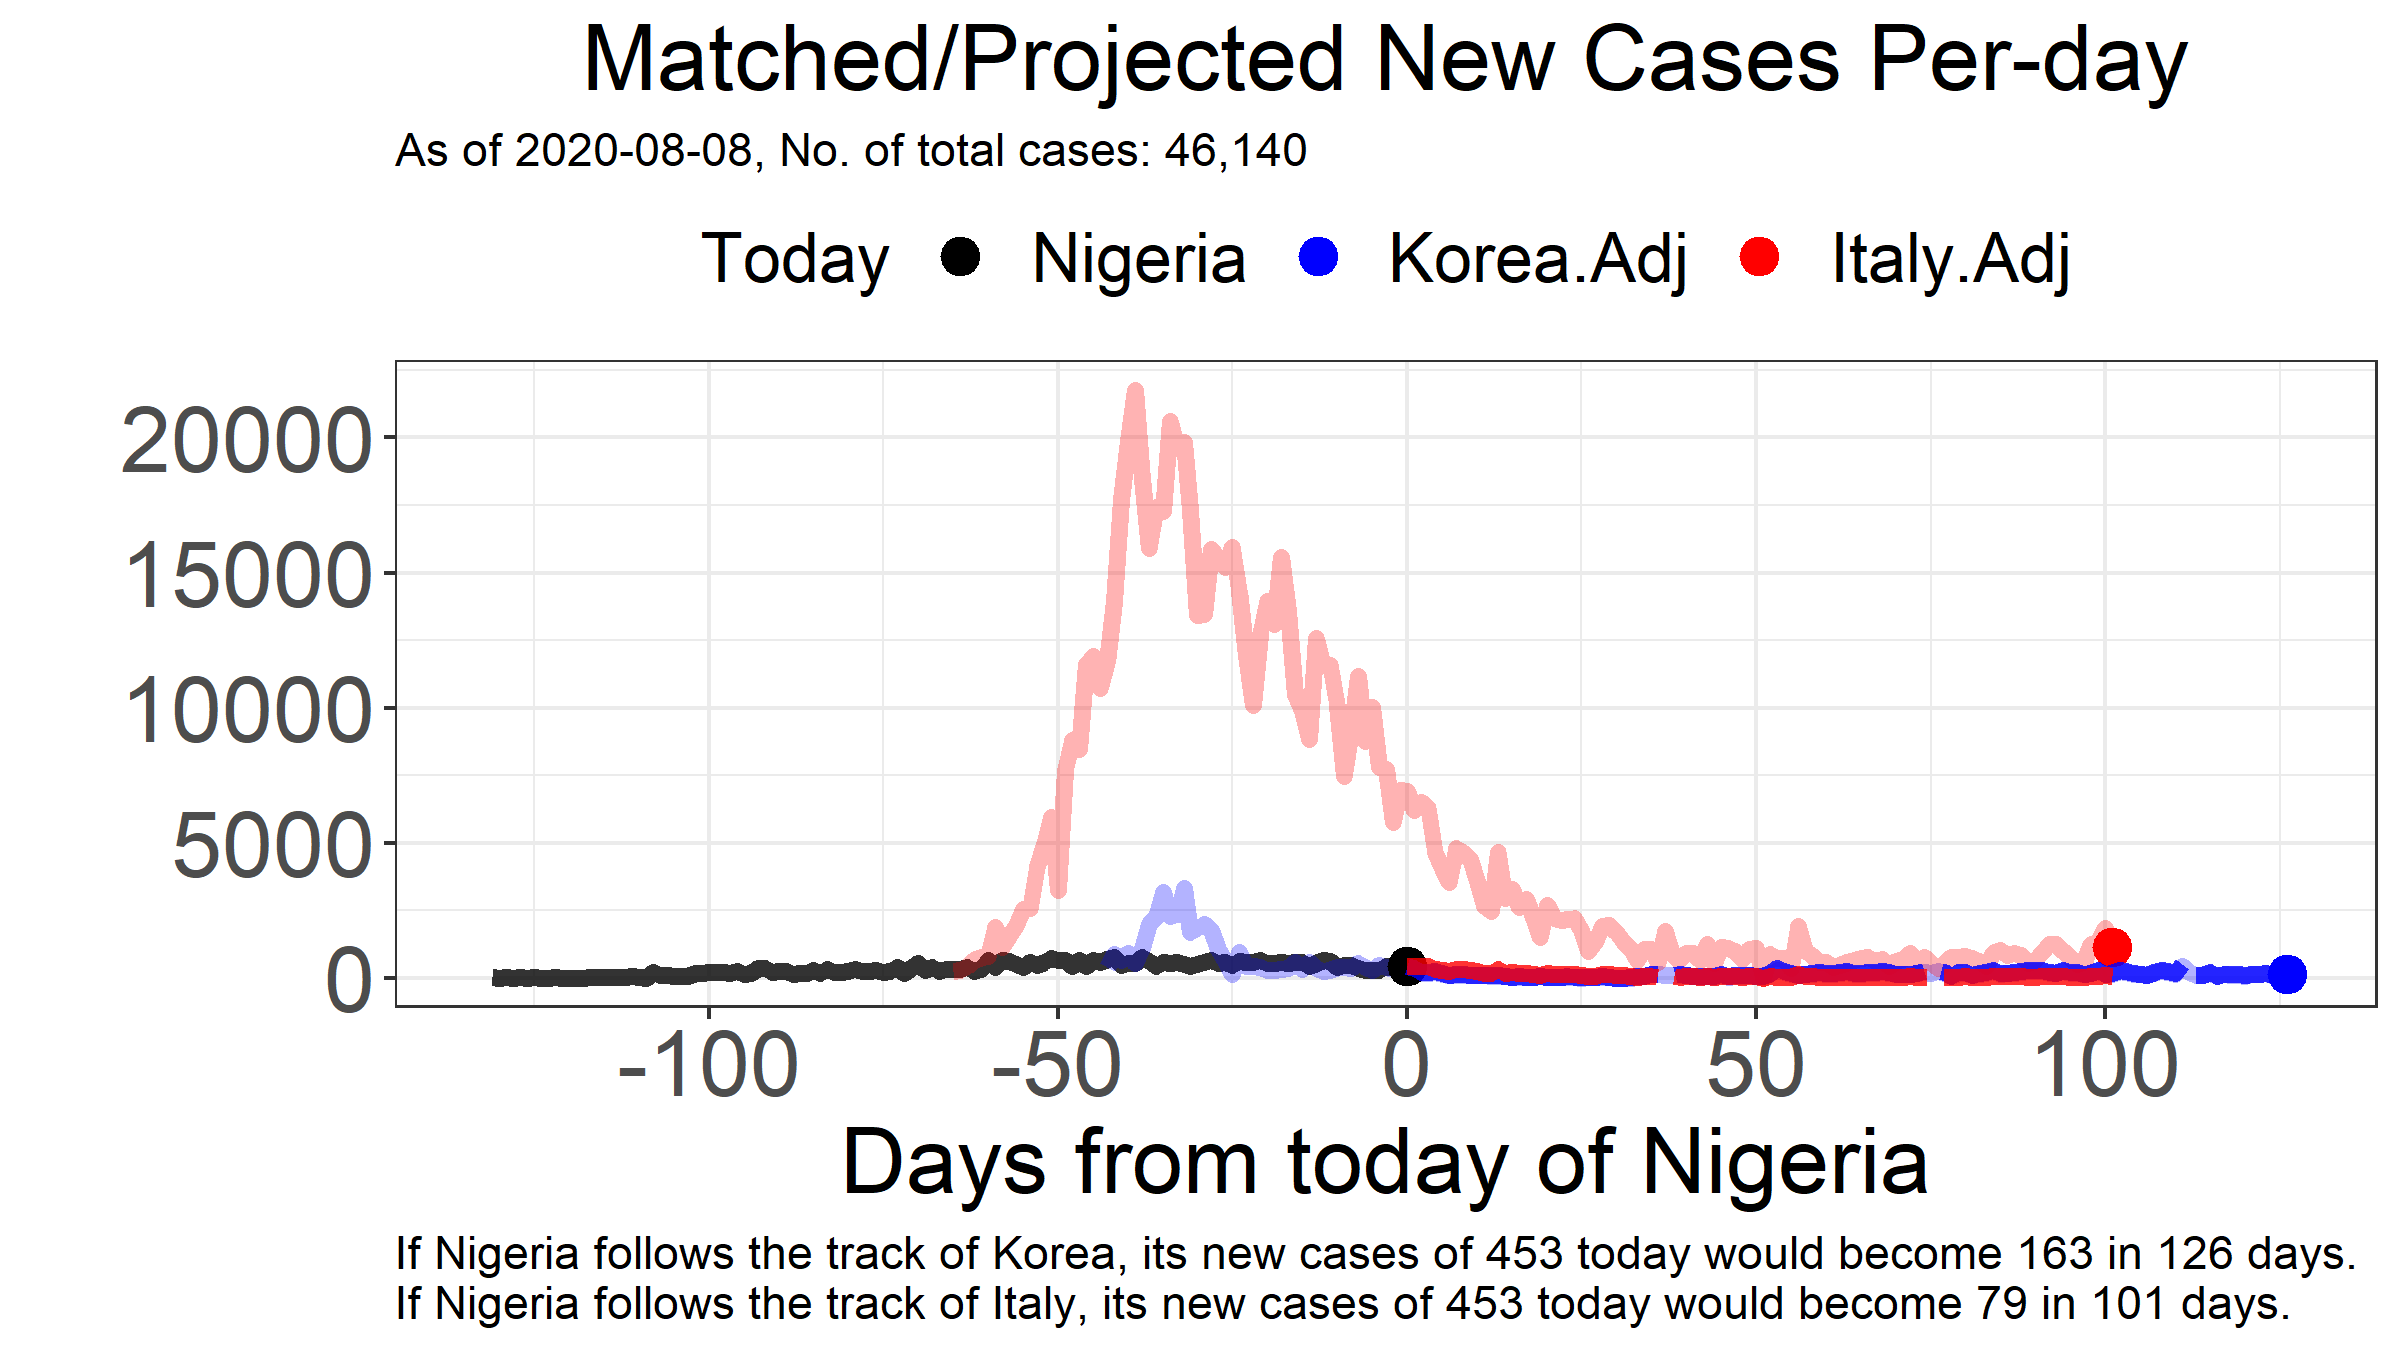 Matched/Projected New Cases Per-day
As of 2020-08-08, No. of total cases: 46,140
Today Nigeria Korea.Adj Italy.Adj
20000
15000
10000
5000
0
-100 -50 0 50 100
Days from today of Nigeria
If Nigeria follows the track of Korea, its new cases of 453 today would become 163 in 126 days.
If Nigeria follows the track of Italy, its new cases of 453 today would become 79 in 101 days.